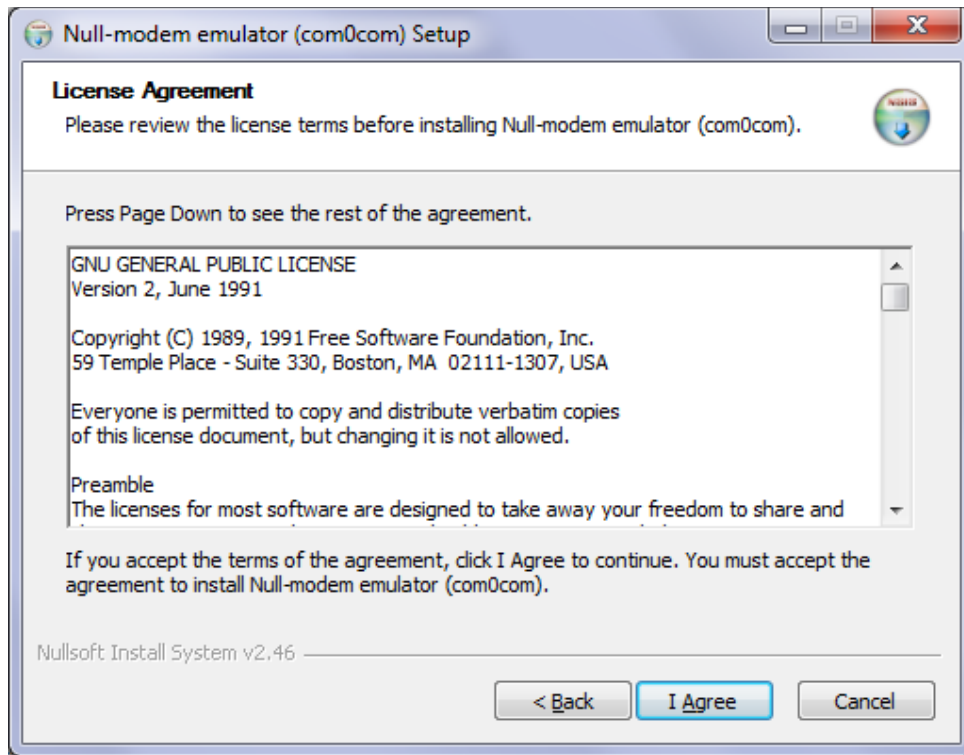 Null-modem emulator (com0com) Setup
License Agreement
Please review the license terms before installing Null-modem emulator (com0com).
Press Page Down to see the rest of the agreement.
GNU GENERAL PUBLIC LICENSE
Version 2, June 1991
Copyright (C) 1989, 1991 Free Software Foundation, Inc.
59 Temple Place - Suite 330, Boston, MA  02111-1307, USA
Everyone is permitted to copy and distribute verbatim copies
of this license document, but changing it is not allowed.
Preamble
The licenses for most software are designed to take away your freedom to share and
If you accept the terms of the agreement, click I Agree to continue. You must accept the
agreement to install Null-modem emulator (com0com).
Nullsoft Install System v2.46
< Back
I Agree
Cancel